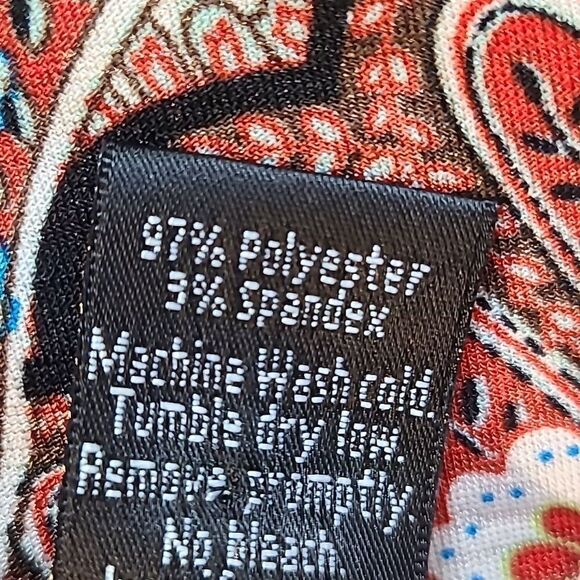 97% Polyester
3% Spandex
Machine Wash cold.
Tumble dry low.
Remove promptly.
No bleach.